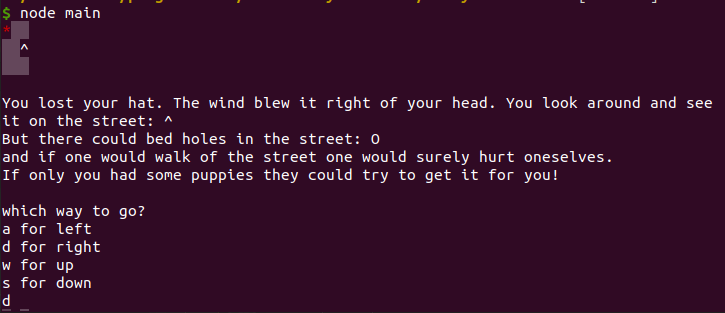 $ node main
*
^
You lost your hat. The wind blew it right of your head. You look around and see
it on the street: ^
But there could bed holes in the street: O
and if one would walk of the street one would surely hurt oneselves.
If only you had some puppies they could try to get it for you!
which way to go?
a for left
d for right
w for up
s for down
d